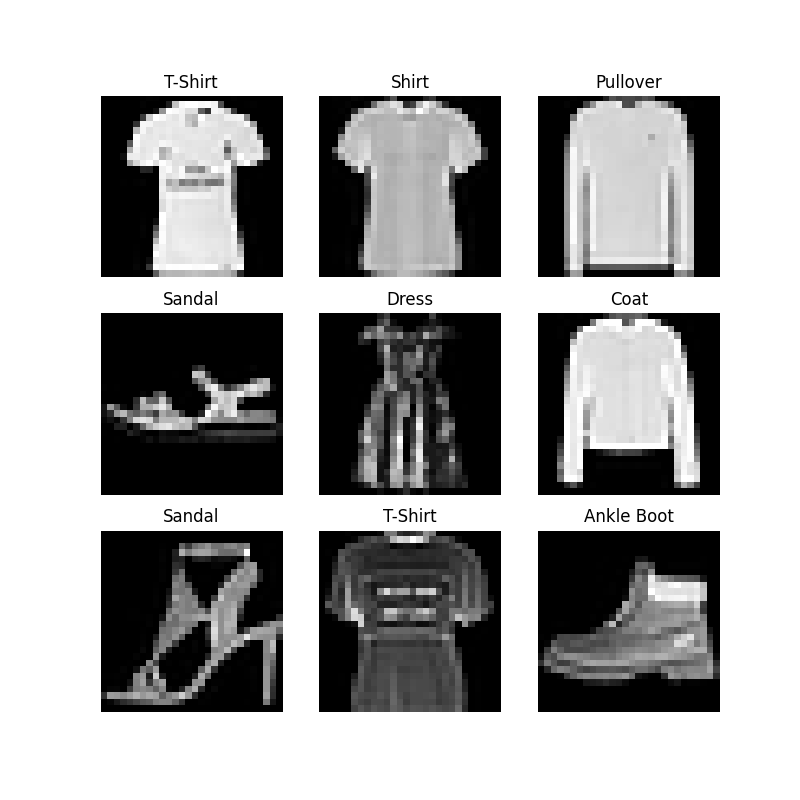 T-Shirt
Shirt
Pullover
Sandal
Dress
Coat
Sandal
T-Shirt
Ankle Boot